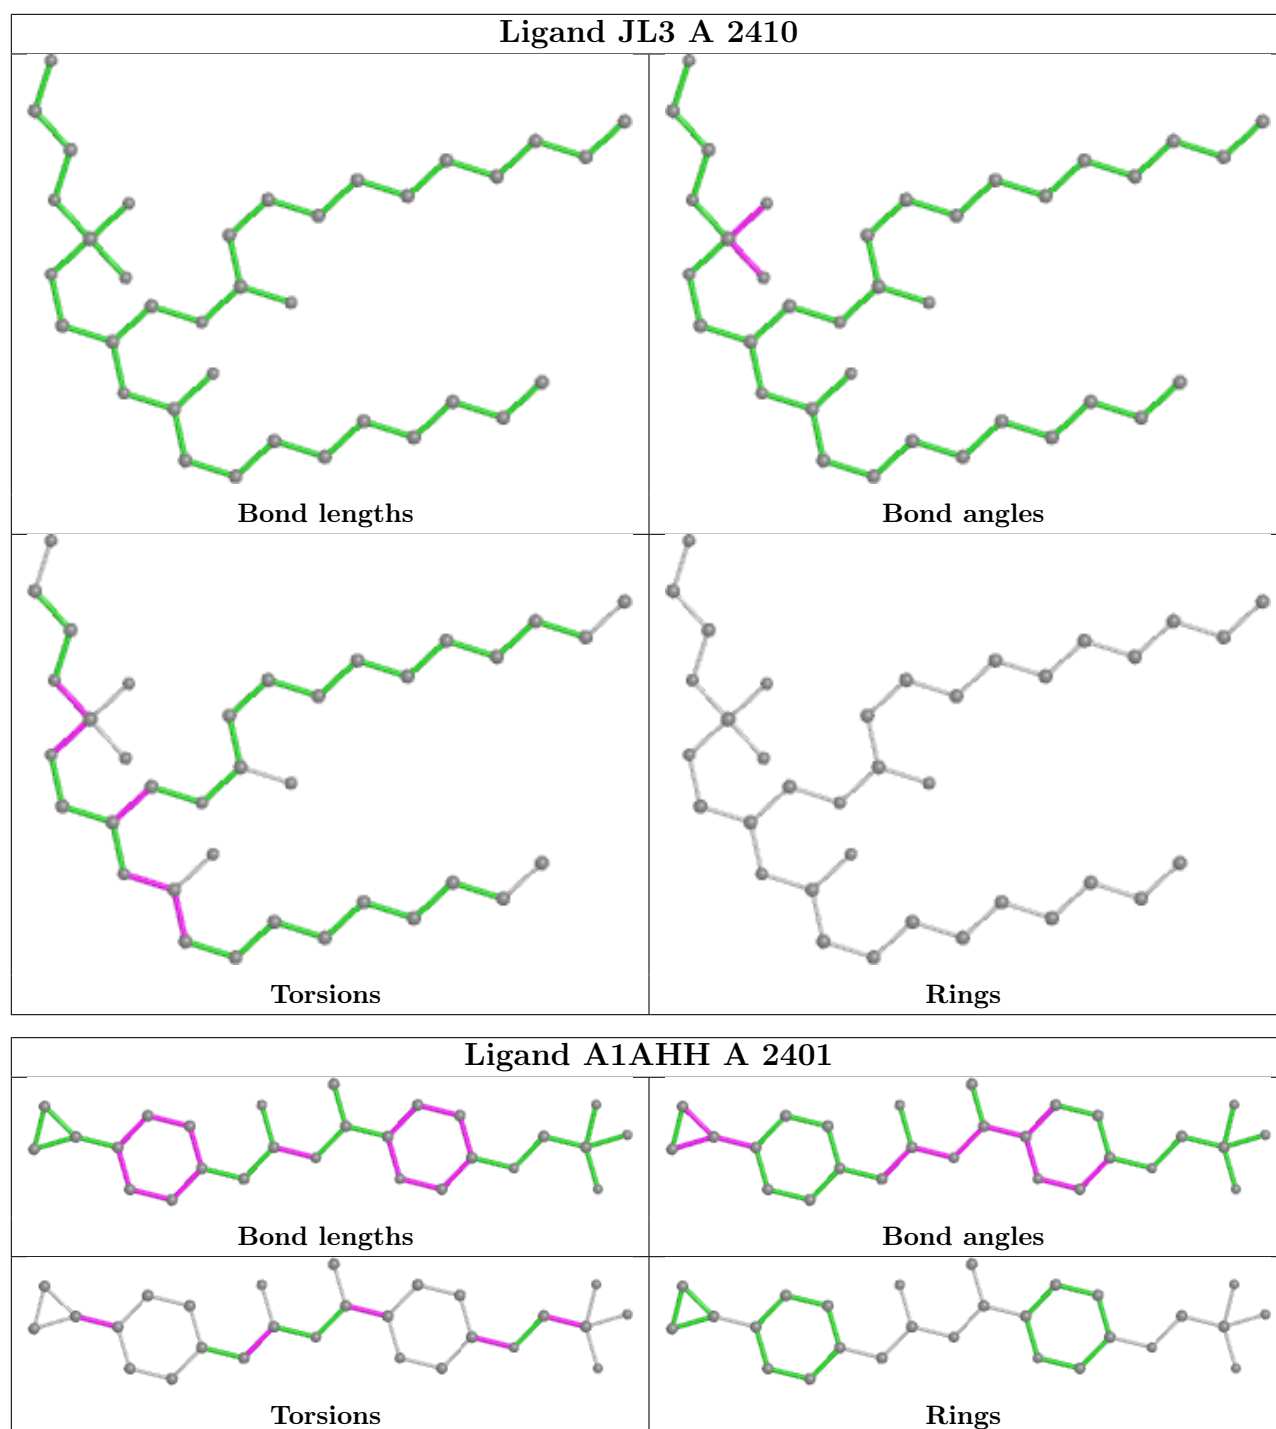 Ligand JL3 A 2410
Bond lengths
Bond angles
Torsions
Rings
Ligand A1AHH A 2401
Bond lengths
Bond angles
Torsions
Rings